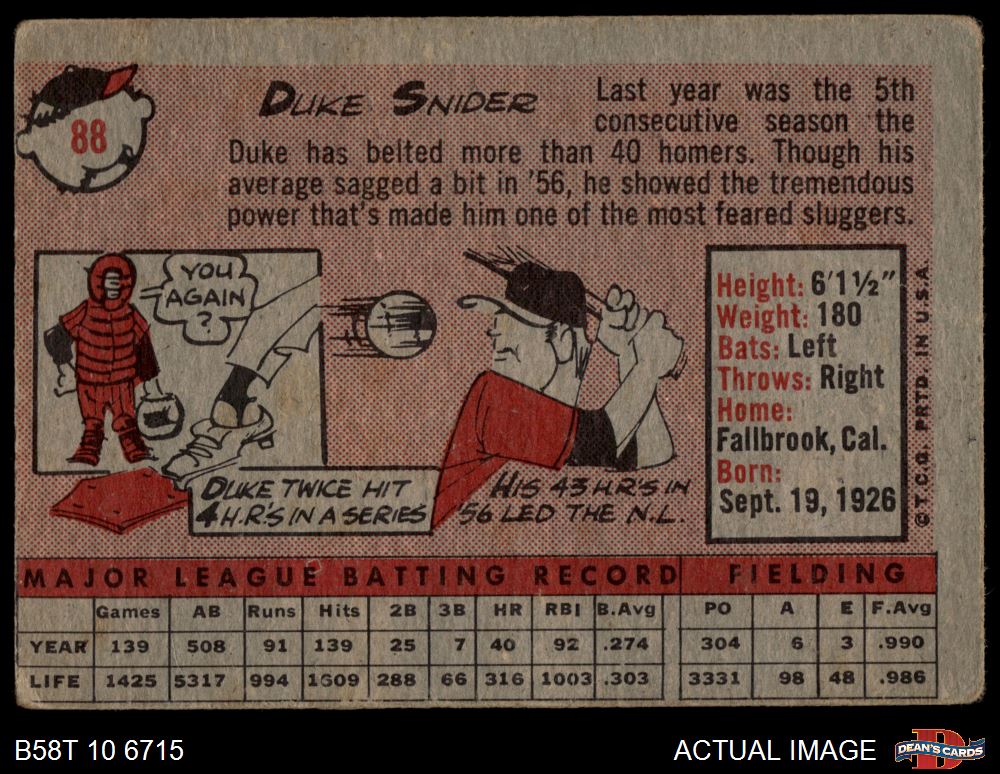 88
DUKE SNIDER
Last year was the 5th
consecutive season the
Duke has belted more than 40 homers. Though his
average sagged a bit in '56, he showed the tremendous
power that's made him one of the most feared sluggers.
YOU
AGAIN
?
DUKE TWICE HIT
4 H.R.'S IN A SERIES
HIS 43 H.R'S IN
'56 LED THE N.L.
Height: 6'1½"
Weight: 180
Bats: Left
Throws: Right
Home:
Fallbrook, Cal.
Born:
Sept. 19, 1926
© T.C.G. PRTD. IN U.S.A.
MAJOR LEAGUE BATTING RECORD FIELDING
Games AB Runs Hits 2B 3B HR RBI B.Avg PO A E F.Avg
YEAR 139 508 91 139 25 7 40 92 .274 304 6 3 .990
LIFE 1425 5317 994 1609 288 66 316 1003 .303 3331 98 48 .986
B58T 10 6715
ACTUAL IMAGE
D
DEAN'S CARDS